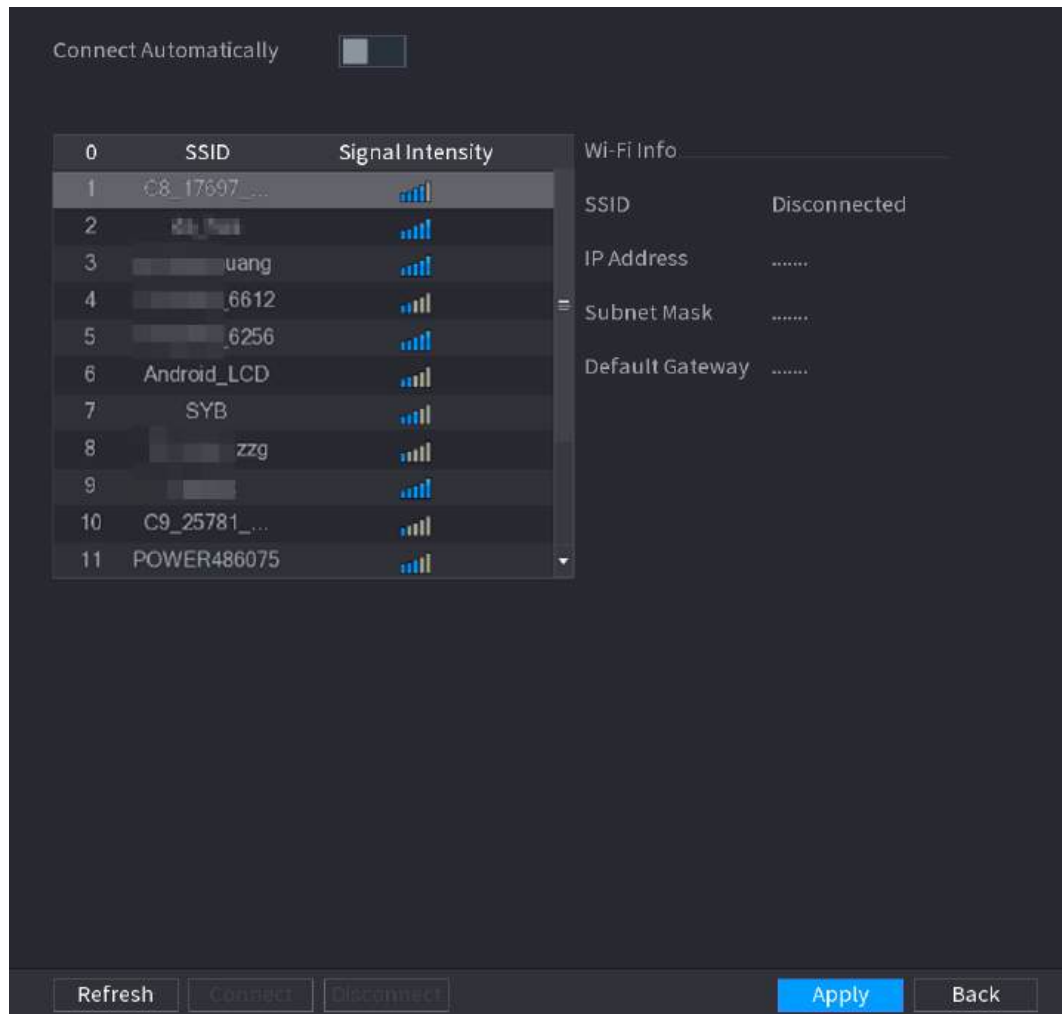 Connect Automatically
0 SSID Signal Intensity
1 C8_17697_...
2
3 uang
4 _6612
5 _6256
6 Android_LCD
7 SYB
8 zzg
9
10 C9_25781_...
11 POWER486075
Wi-Fi Info
SSID Disconnected
IP Address .......
Subnet Mask .......
Default Gateway .......
Refresh Connect Disconnect Apply Back